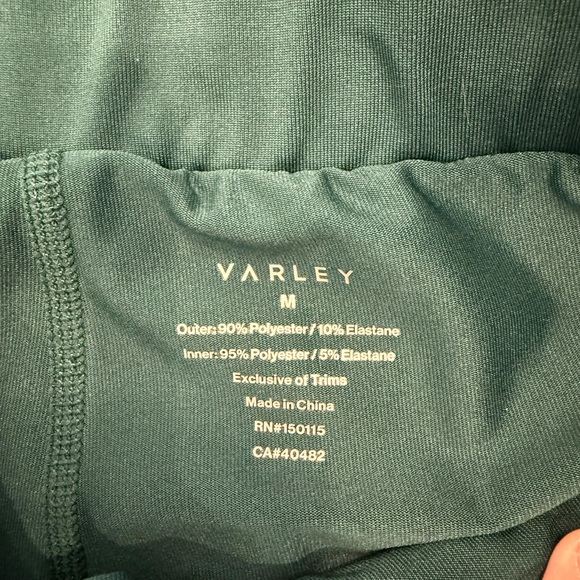 VARLEY
M
Outer: 90% Polyester / 10% Elastane
Inner: 95% Polyester / 5% Elastane
Exclusive of Trims
Made in China
RN#150115
CA#40482